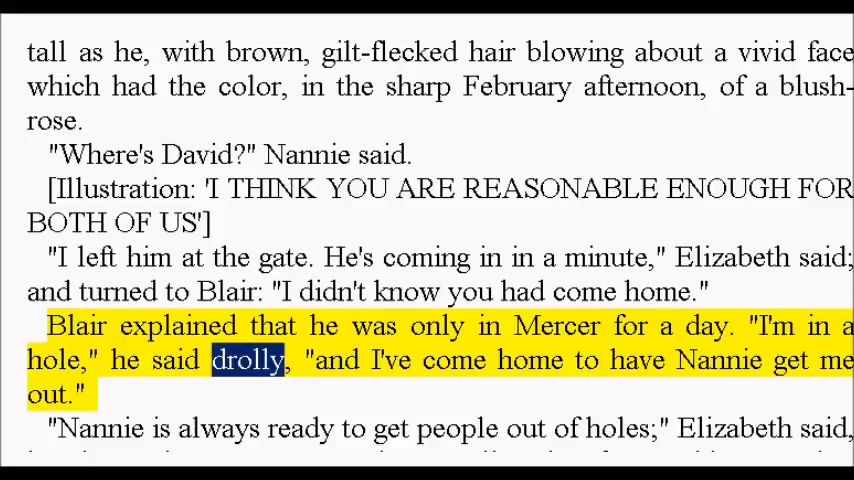 tall as he, with brown, gilt-flecked hair blowing about a vivid face
which had the color, in the sharp February afternoon, of a blush-
rose.
"Where's David?" Nannie said.
[Illustration: 'I THINK YOU ARE REASONABLE ENOUGH FOR
BOTH OF US']
"I left him at the gate. He's coming in in a minute," Elizabeth said;
and turned to Blair: "I didn't know you had come home."
Blair explained that he was only in Mercer for a day. "I'm in a
hole," he said drolly, "and I've come home to have Nannie get me
out."
"Nannie is always ready to get people out of holes;" Elizabeth said,